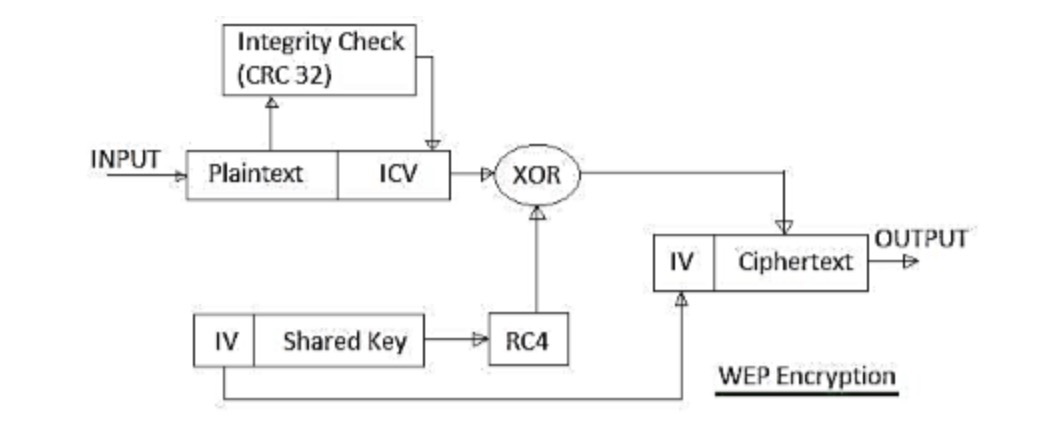 Integrity Check
(CRC 32)
INPUT
Plaintext
ICV
XOR
OUTPUT
IV
Ciphertext
IV
Shared Key
RC4
WEP Encryption